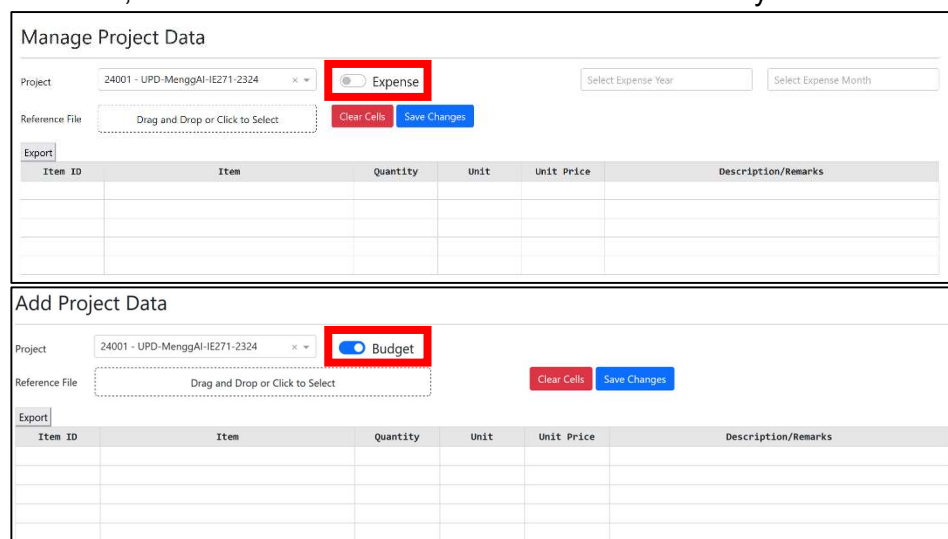 Manage Project Data
Project 24001 - UPD-MenggAI-IE271-2324 × Expense Select Expense Year Select Expense Month
Reference File Drag and Drop or Click to Select Clear Cells Save Changes
Export
Item ID Item Quantity Unit Unit Price Description/Remarks
Add Project Data
Project 24001 - UPD-MenggAI-IE271-2324 × Budget
Reference File Drag and Drop or Click to Select Clear Cells Save Changes
Export
Item ID Item Quantity Unit Unit Price Description/Remarks